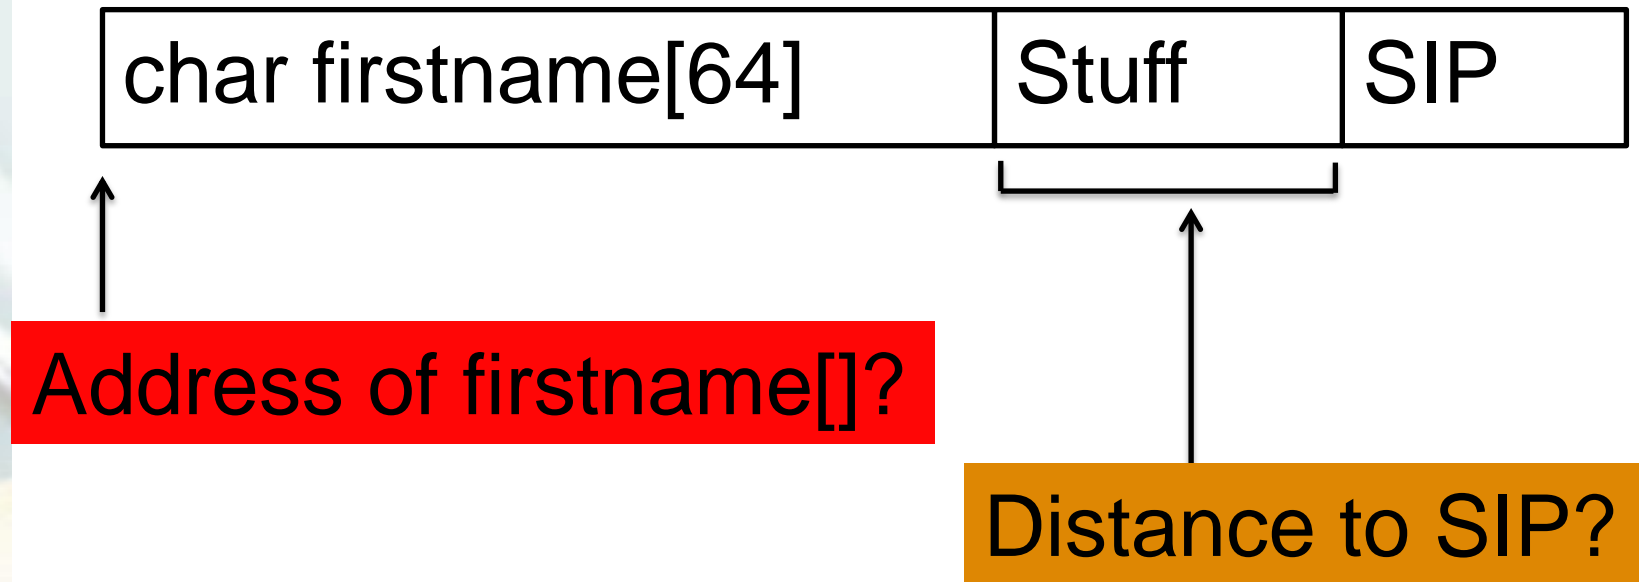 char firstname[64] Stuff SIP
Address of firstname[]?
Distance to SIP?